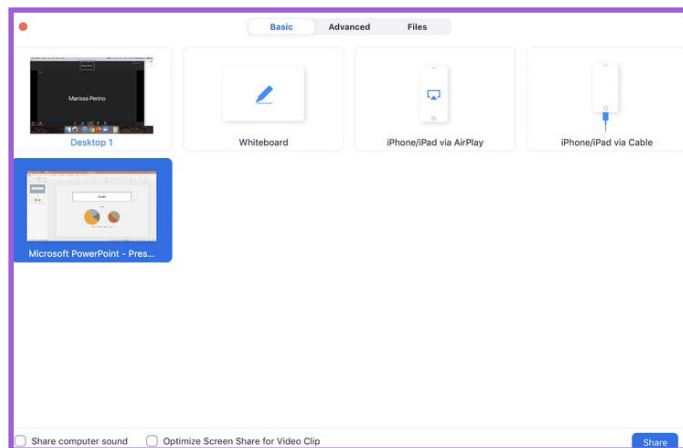 Basic Advanced Files
Marissa Perino
Desktop 1
Whiteboard
iPhone/iPad via AirPlay
iPhone/iPad via Cable
Microsoft PowerPoint - Pres...
Share computer sound
Optimize Screen Share for Video Clip
Share